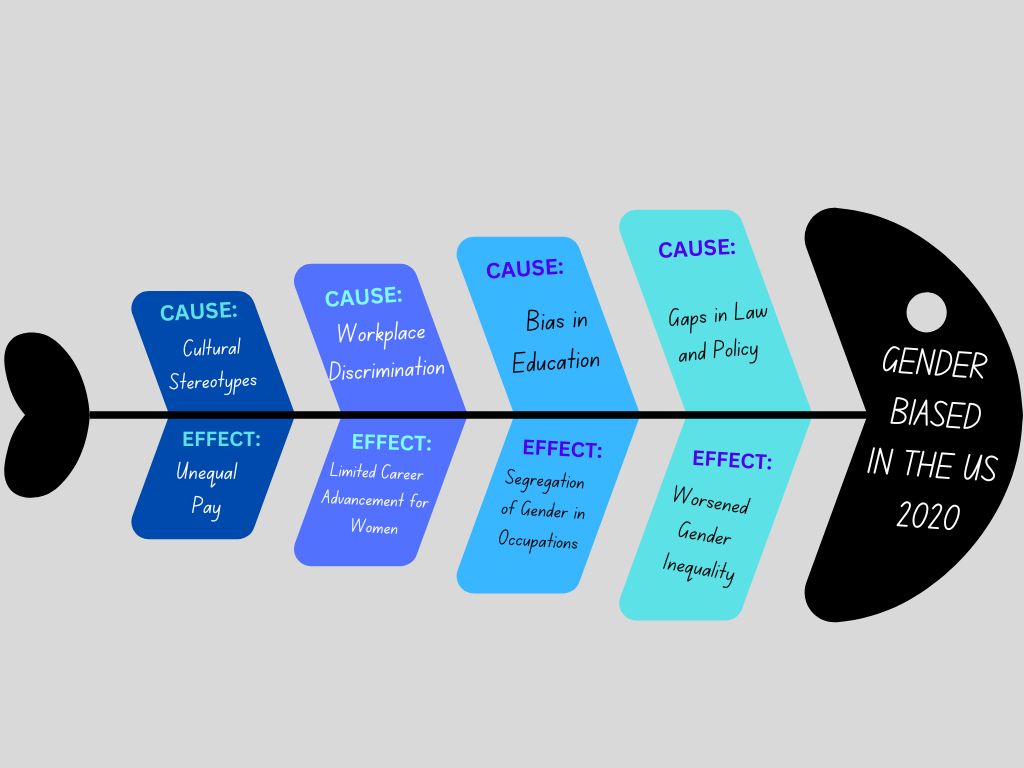 CAUSE:
Cultural
Stereotypes
EFFECT:
Unequal
Pay
CAUSE:
Workplace
Discrimination
EFFECT:
Limited Career
Advancement for
Women
CAUSE:
Bias in
Education
EFFECT:
Segregation
of Gender in
Occupations
CAUSE:
Gaps in Law
and Policy
EFFECT:
Worsened
Gender
Inequality
GENDER
BIASED
IN THE US
2020